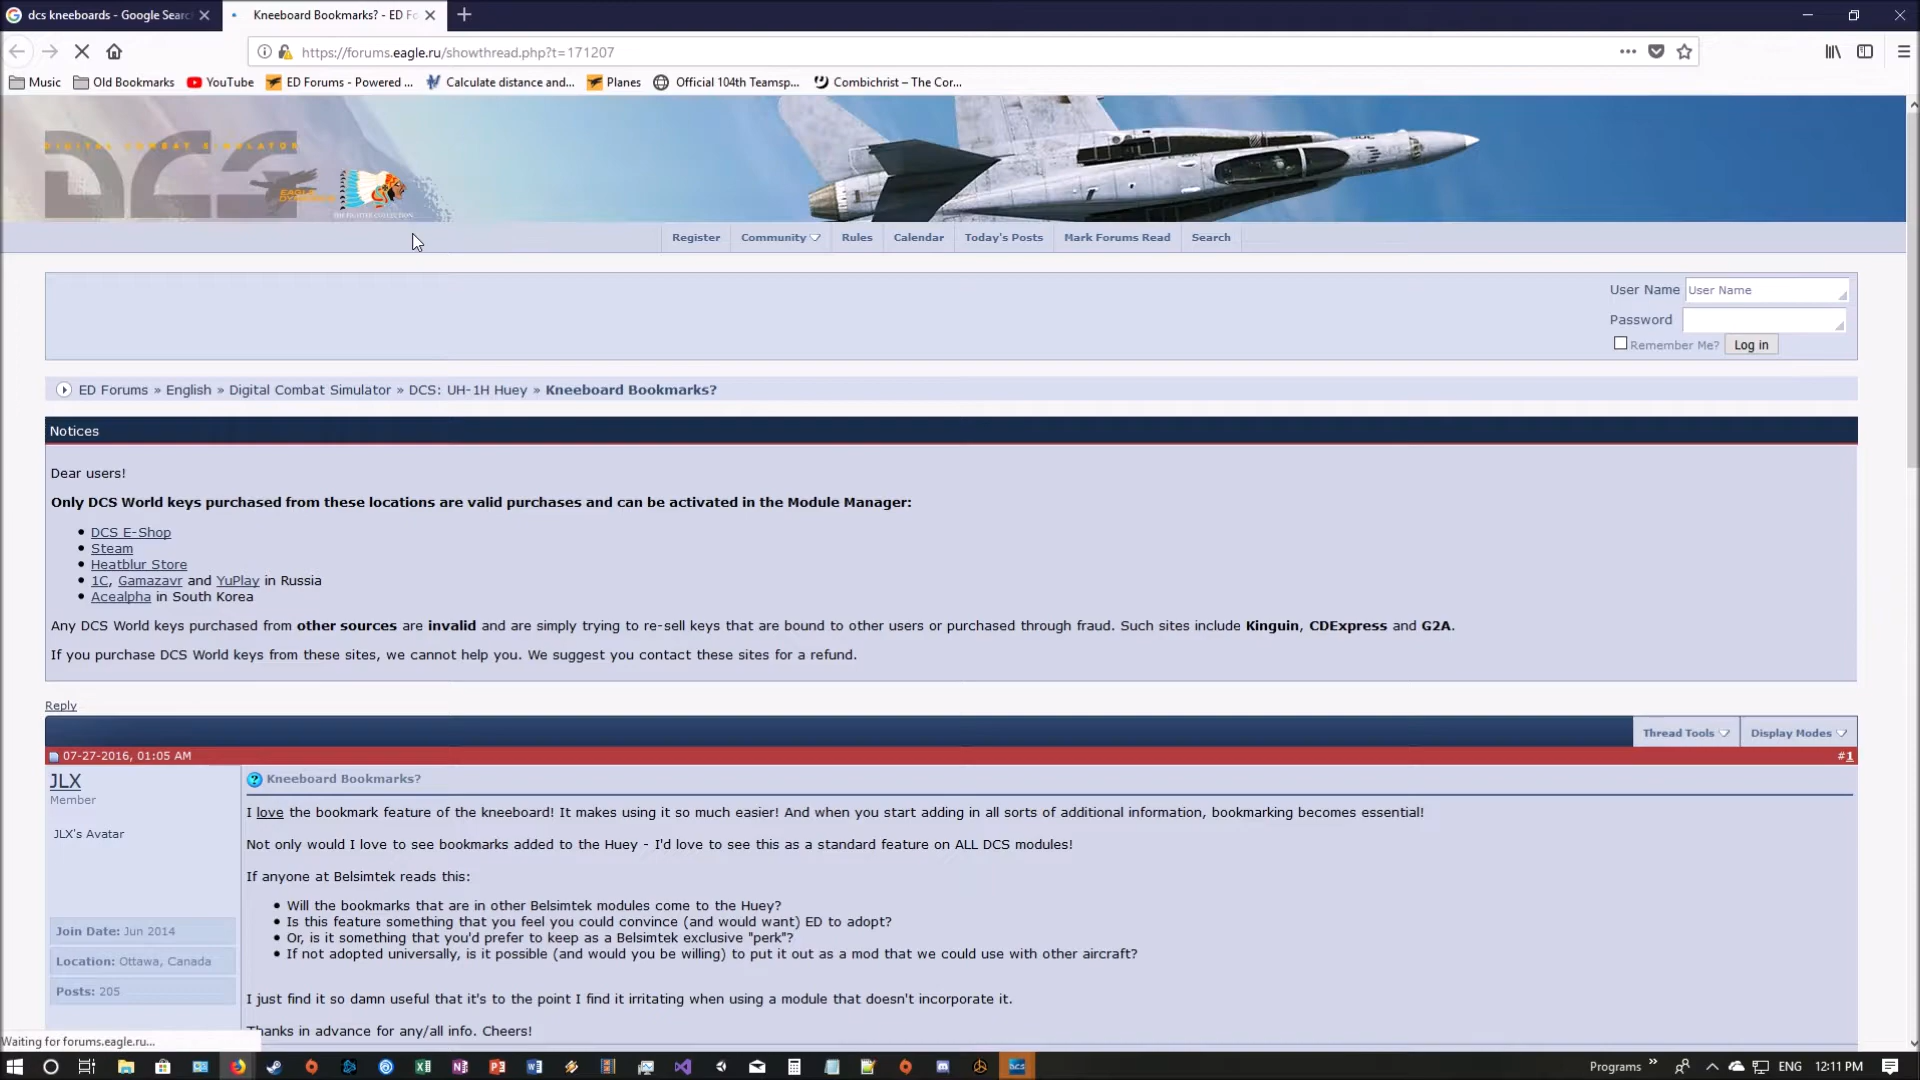 dcs kneeboards - Google Searc
Kneeboard Bookmarks? - ED Fo
https://forums.eagle.ru/showthread.php?t=171207
Music
Old Bookmarks
YouTube
ED Forums - Powered ...
Calculate distance and...
Planes
Official 104th Teamsp...
Combichrist – The Cor...
DIGITAL COMBAT SIMULATOR
DCS
EAGLE
DYNAMICS
THE FIGHTER COLLECTION
Register
Community
Rules
Calendar
Today's Posts
Mark Forums Read
Search
User Name
User Name
Password
Remember Me?
Log in
ED Forums » English » Digital Combat Simulator » DCS: UH-1H Huey » Kneeboard Bookmarks?
Notices
Dear users!
Only DCS World keys purchased from these locations are valid purchases and can be activated in the Module Manager:
• DCS E-Shop
• Steam
• Heatblur Store
• 1C, Gamazavr and YuPlay in Russia
• Acealpha in South Korea
Any DCS World keys purchased from other sources are invalid and are simply trying to re-sell keys that are bound to other users or purchased through fraud. Such sites include Kinguin, CDExpress and G2A.
If you purchase DCS World keys from these sites, we cannot help you. We suggest you contact these sites for a refund.
Reply
Thread Tools
Display Modes
07-27-2016, 01:05 AM
#1
JLX
Member
JLX's Avatar
Join Date: Jun 2014
Location: Ottawa, Canada
Posts: 205
Kneeboard Bookmarks?
I love the bookmark feature of the kneeboard! It makes using it so much easier! And when you start adding in all sorts of additional information, bookmarking becomes essential!
Not only would I love to see bookmarks added to the Huey - I'd love to see this as a standard feature on ALL DCS modules!
If anyone at Belsimtek reads this:
• Will the bookmarks that are in other Belsimtek modules come to the Huey?
• Is this feature something that you feel you could convince (and would want) ED to adopt?
• Or, is it something that you'd prefer to keep as a Belsimtek exclusive "perk"?
• If not adopted universally, is it possible (and would you be willing) to put it out as a mod that we could use with other aircraft?
I just find it so damn useful that it's to the point I find it irritating when using a module that doesn't incorporate it.
Thanks in advance for any/all info. Cheers!
Waiting for forums.eagle.ru...
Programs
ENG
12:11 PM